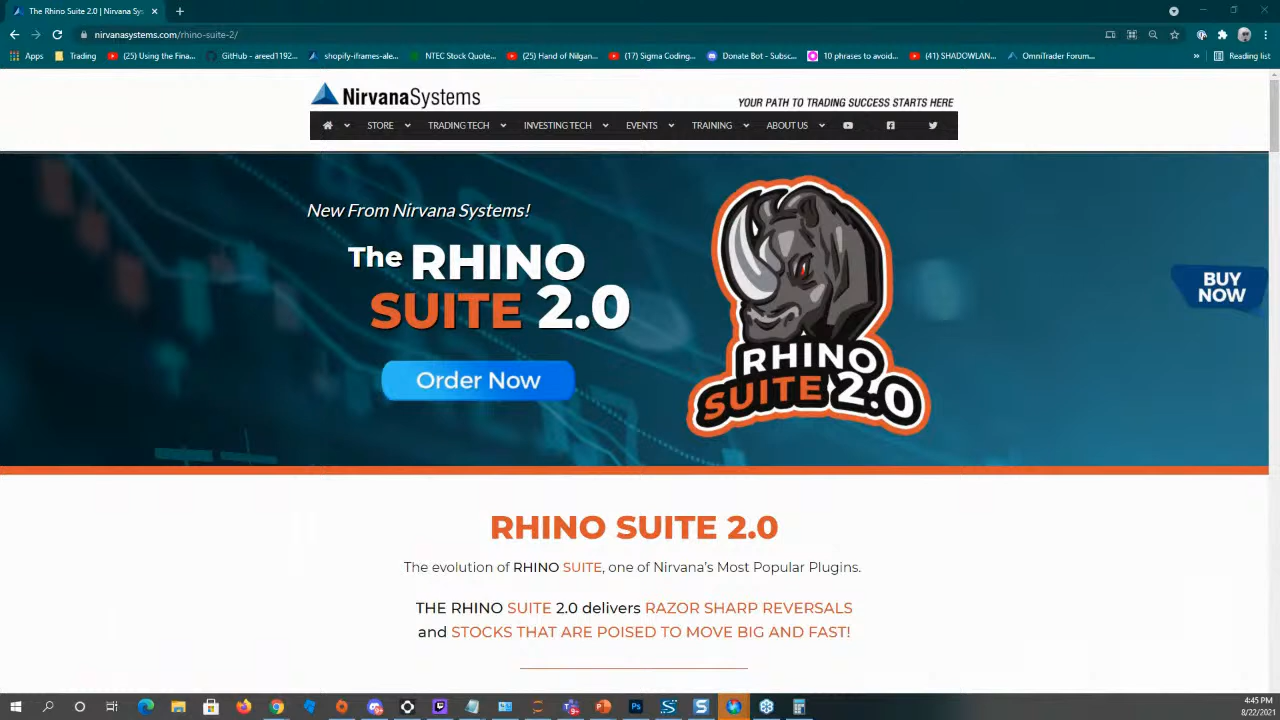 The Rhino Suite 2.0 | Nirvana Sys
nirvanasystems.com/rhino-suite-2/
Apps
Trading
(25) Using the Fina...
GitHub - areed1192...
shopify-iframes-ale...
NTEC Stock Quote...
(25) Hand of Nilgan...
(17) Sigma Coding...
Donate Bot - Subsc...
10 phrases to avoid...
(41) SHADOWLAN...
OmniTrader Forum...
»
Reading list
NirvanaSystems
YOUR PATH TO TRADING SUCCESS STARTS HERE
STORE
TRADING TECH
INVESTING TECH
EVENTS
TRAINING
ABOUT US
New From Nirvana Systems!
The RHINO
SUITE 2.0
Order Now
RHINO
SUITE 2.0
BUY
NOW
RHINO SUITE 2.0
The evolution of RHINO SUITE, one of Nirvana's Most Popular Plugins.
THE RHINO SUITE 2.0 delivers RAZOR SHARP REVERSALS
and STOCKS THAT ARE POISED TO MOVE BIG AND FAST!
4:45 PM
8/22/2021